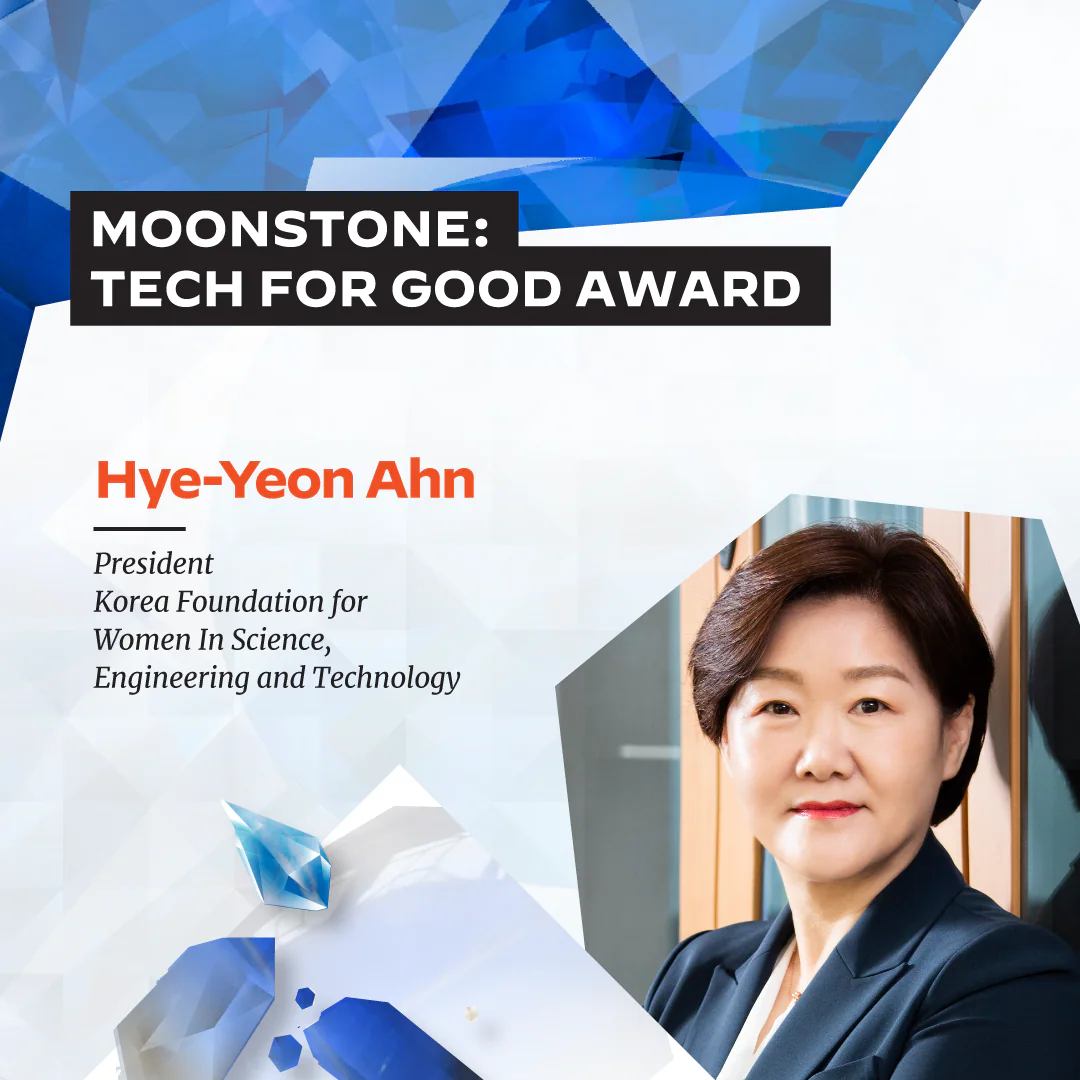 MOONSTONE:
TECH FOR GOOD AWARD
Hye-Yeon Ahn
President
Korea Foundation for
Women In Science,
Engineering and Technology